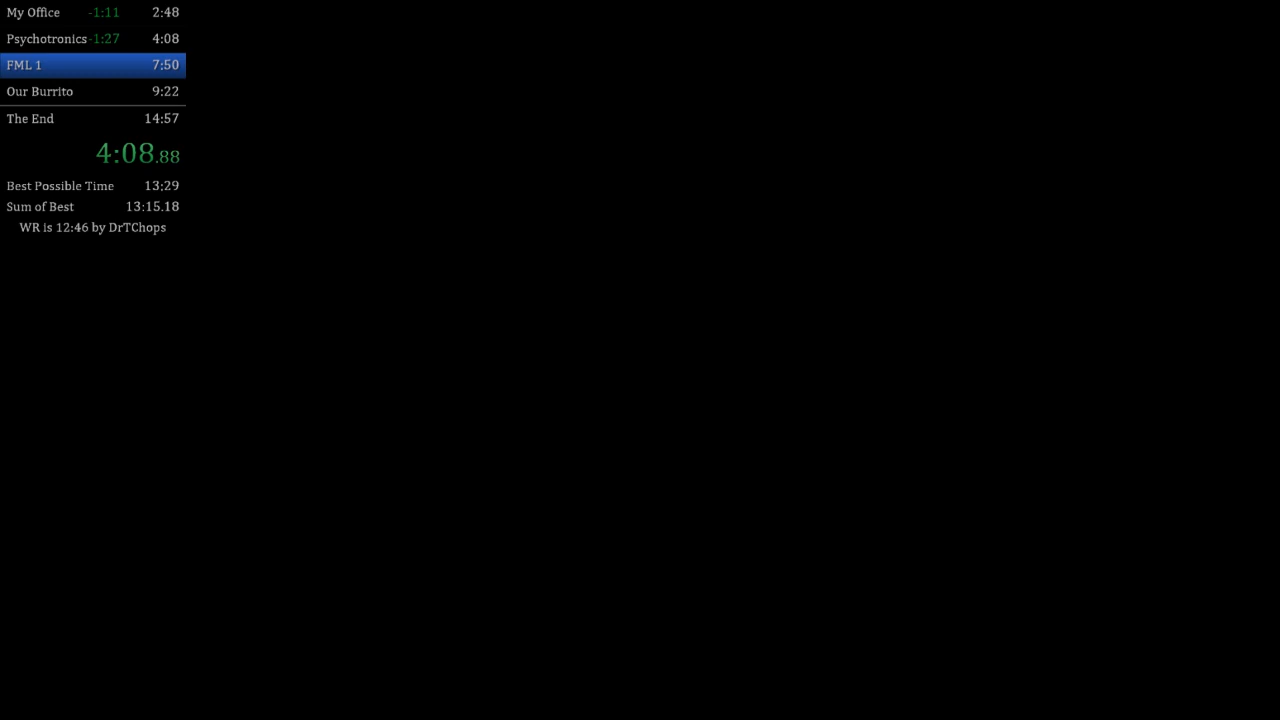 My Office -1:11 2:48
Psychotronics -1:27 4:08
FML 1 7:50
Our Burrito 9:22
The End 14:57
4:08.88
Best Possible Time 13:29
Sum of Best 13:15.18
WR is 12:46 by DrTChops